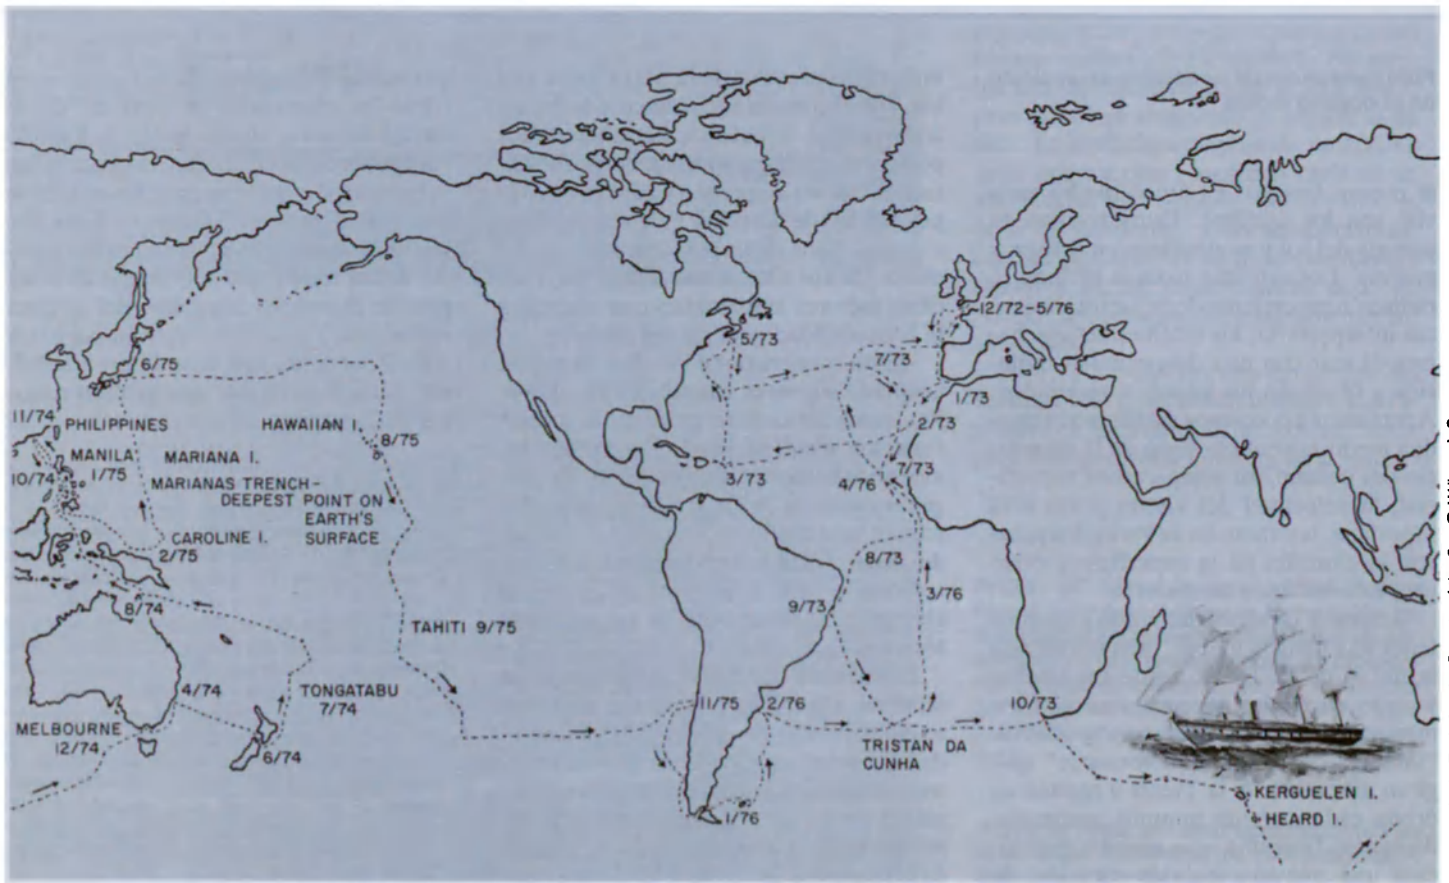 12/72-5/76
5/73
7/73
1/73
2/73
3/73
7/73
4/76
8/73
3/76
9/73
10/73
6/75
11/74
PHILIPPINES
MANILA
1/75
10/74
HAWAIIAN I.
8/75
MARIANA I.
MARIANAS TRENCH-
DEEPEST POINT ON
EARTH'S
SURFACE
CAROLINE I.
2/75
8/74
TAHITI 9/75
4/74
TONGATABU
7/74
MELBOURNE
12/74
6/74
11/75
2/76
1/76
TRISTAN DA
CUNHA
KERGUELEN I.
HEARD I.